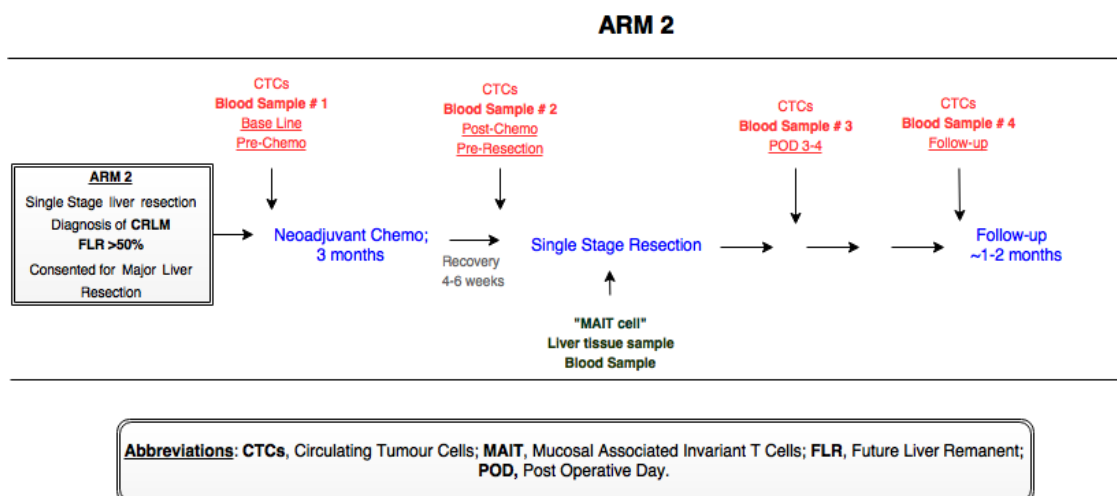 ARM 2
CTCs
Blood Sample # 1
Base Line
Pre-Chemo
CTCs
Blood Sample # 2
Post-Chemo
Pre-Resection
CTCs
Blood Sample # 3
POD 3-4
CTCs
Blood Sample # 4
Follow-up
ARM 2
Single Stage liver resection
Diagnosis of CRLM
FLR >50%
Consented for Major Liver
Resection
Neoadjuvant Chemo;
3 months
Recovery
4-6 weeks
Single Stage Resection
Follow-up
~1-2 months
"MAIT cell"
Liver tissue sample
Blood Sample
Abbreviations: CTCs, Circulating Tumour Cells; MAIT, Mucosal Associated Invariant T Cells; FLR, Future Liver Remanent;
POD, Post Operative Day.